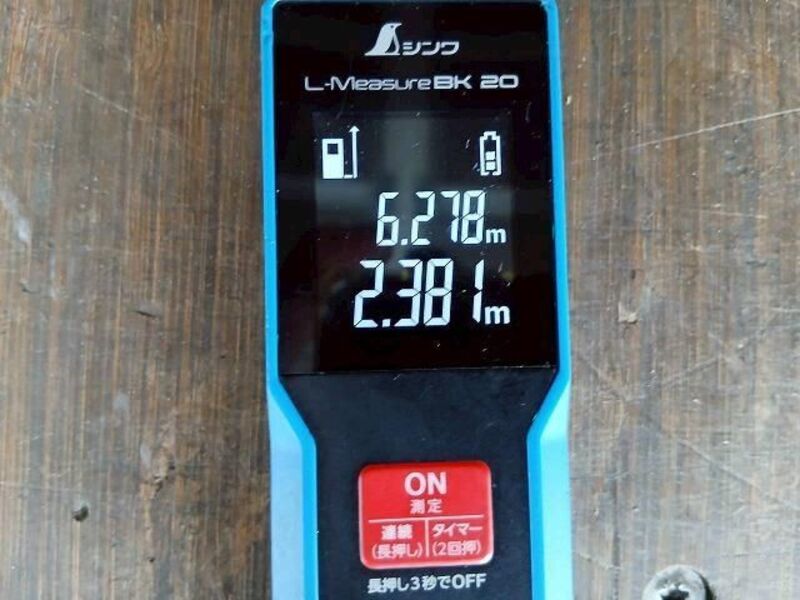 シンワ
L-Measure BK 20
6.278m
2.381m
ON
測定
連続 タイマー
(長押し) (2回押)
長押し3秒でOFF